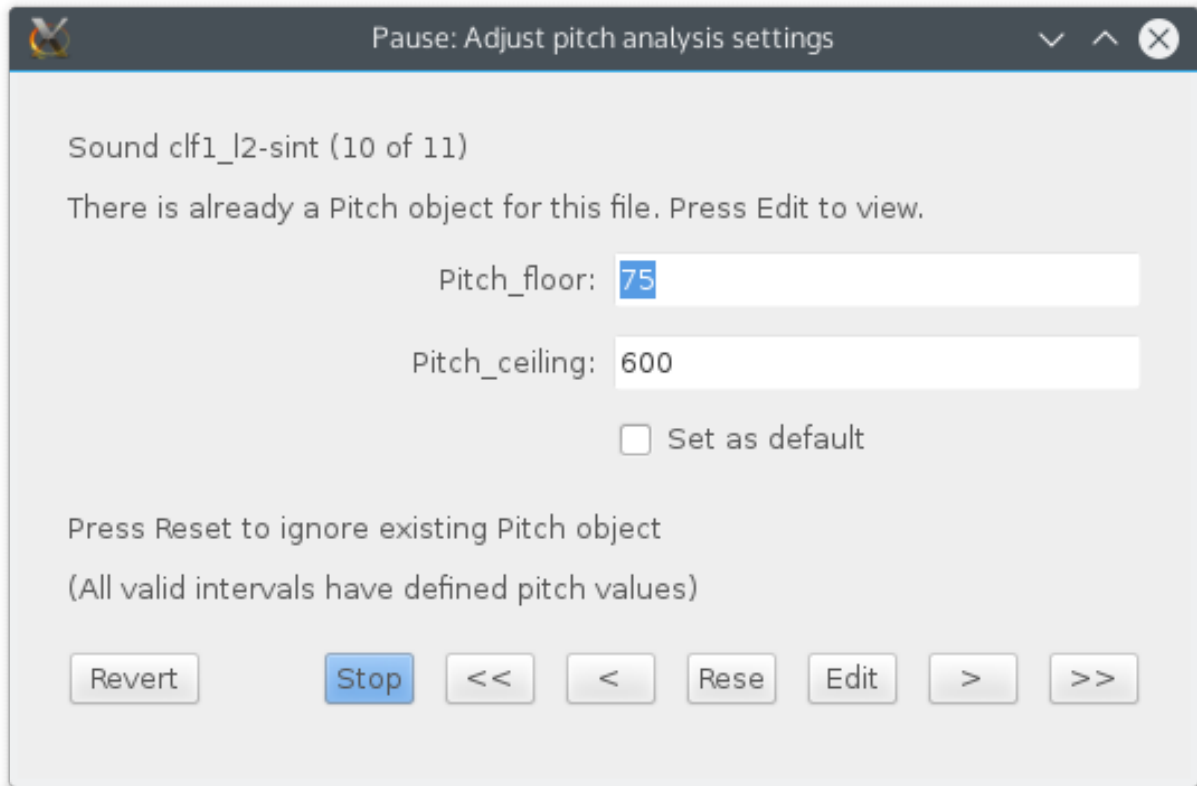 Pause: Adjust pitch analysis settings
Sound clf1_l2-sint (10 of 11)
There is already a Pitch object for this file. Press Edit to view.
Pitch_floor: 75
Pitch_ceiling: 600
Set as default
Press Reset to ignore existing Pitch object
(All valid intervals have defined pitch values)
Revert Stop << < Rese Edit > >>